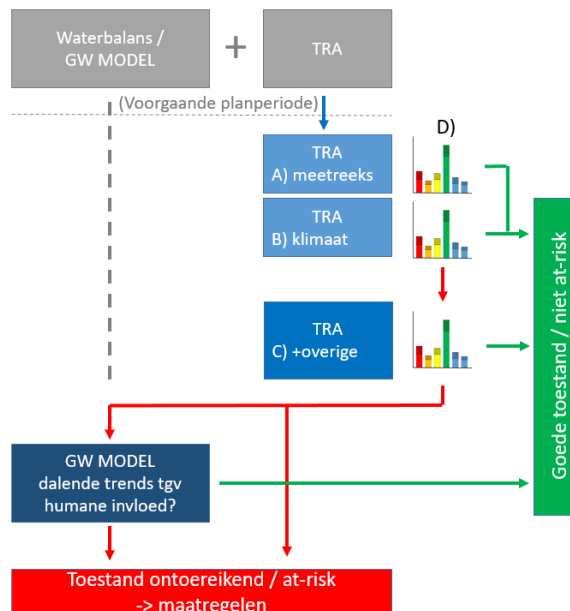 Waterbalans /
GW MODEL
+
TRA
(Voorgaande planperiode)
D)
TRA
A) meetreeks
TRA
B) klimaat
TRA
C) +overige
Goede toestand / niet at-risk
GW MODEL
dalende trends tgv
humane invloed?
Toestand ontoereikend / at-risk
-> maatregelen